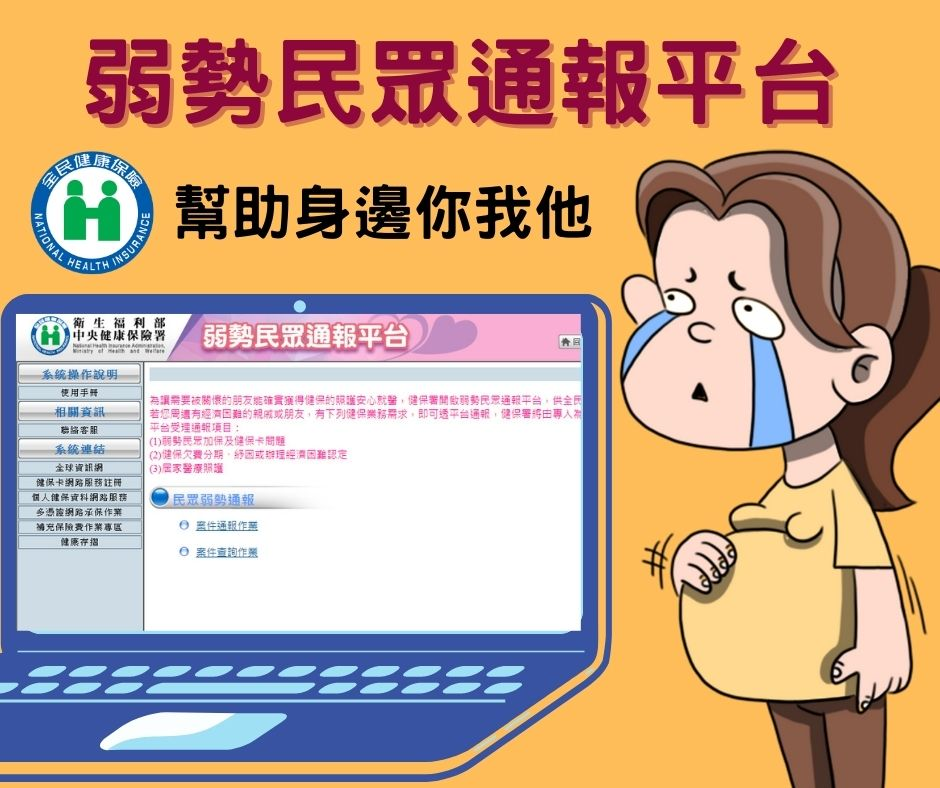 弱勢民眾通報平台
全民健康保險
NATIONAL HEALTH INSURANCE
幫助身邊你我他
衛生福利部
中央健康保險署
National Health Insurance Administration,
Ministry of Health and Welfare
弱勢民眾通報平台
回
系統操作說明
使用手冊
相關資訊
聯絡客服
系統連結
全球資訊網
健保卡網路服務註冊
個人健保資料網路服務
多憑證網路承保作業
補充保險費作業專區
健康存摺
為讓需要被關懷的朋友能確實獲得健保的照護安心就醫，健保署開啟弱勢民眾通報平台，供全民
若您周遭有經濟困難的親戚或朋友，有下列健保業務需求，即可透平台通報，健保署將由專人為
平台受理通報項目：
(1)弱勢民眾加保及健保卡問題
(2)健保欠費分期、紓困或辦理經濟困難認定
(3)居家醫療照護
民眾弱勢通報
案件通報作業
案件查詢作業